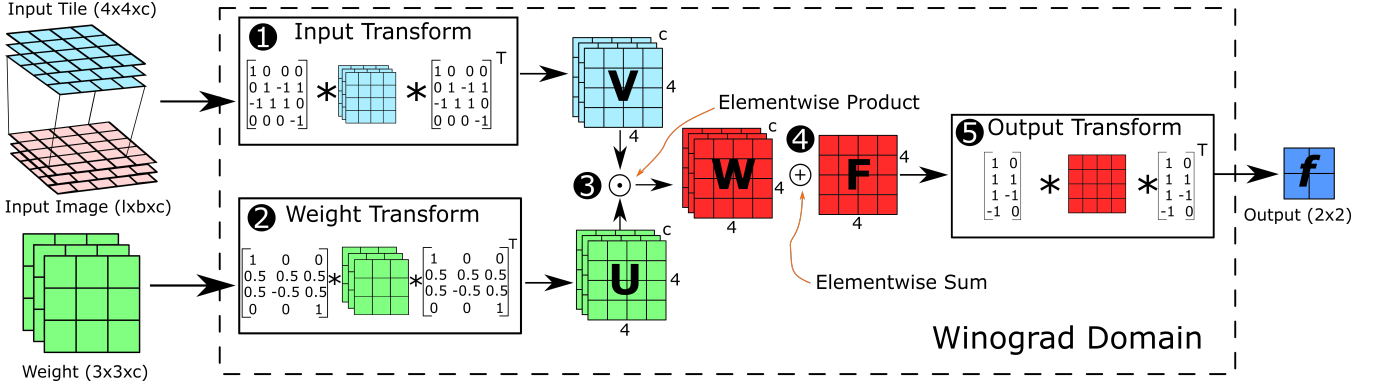 Input Tile (4x4xc)
Input Image (lxbxc)
Weight (3x3xc)
1 Input Transform
1 0 0 0
0 1 -1 1
-1 1 1 0
0 0 0 -1
*
*
1 0 0 0
0 1 -1 1
-1 1 1 0
0 0 0 -1
T
2 Weight Transform
1 0 0
0.5 0.5 0.5
0.5 -0.5 0.5
0 0 1
*
*
1 0 0
0.5 0.5 0.5
0.5 -0.5 0.5
0 0 1
T
V
c
4
4
3
Elementwise Product
U
c
4
4
W
c
4
4
4
+
Elementwise Sum
F
4
4
5 Output Transform
1 0
1 1
1 -1
-1 0
*
*
1 0
1 1
1 -1
-1 0
T
f
Output (2x2)
Winograd Domain